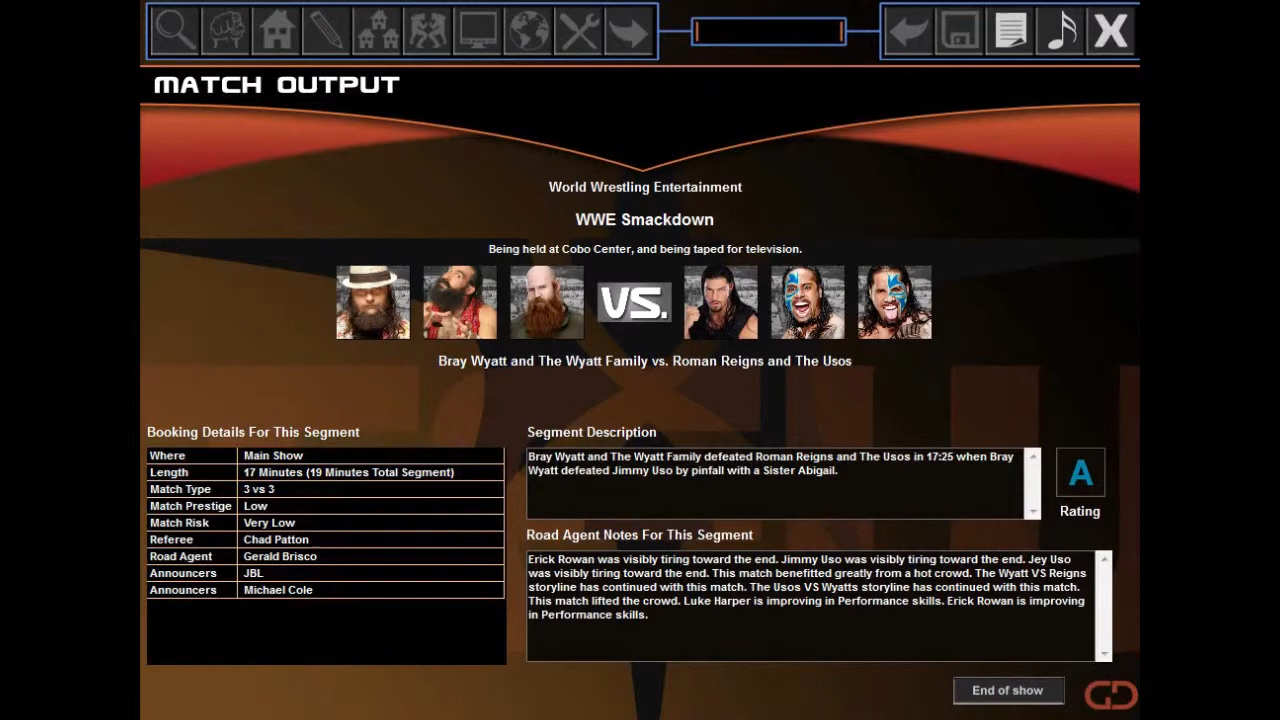 MATCH OUTPUT
World Wrestling Entertainment
WWE Smackdown
Being held at Cobo Center, and being taped for television.
VS.
Bray Wyatt and The Wyatt Family vs. Roman Reigns and The Usos
Booking Details For This Segment
Where Main Show
Length 17 Minutes (19 Minutes Total Segment)
Match Type 3 vs 3
Match Prestige Low
Match Risk Very Low
Referee Chad Patton
Road Agent Gerald Brisco
Announcers JBL
Announcers Michael Cole
Segment Description
Bray Wyatt and The Wyatt Family defeated Roman Reigns and The Usos in 17:25 when Bray
Wyatt defeated Jimmy Uso by pinfall with a Sister Abigail.
A
Rating
Road Agent Notes For This Segment
Erick Rowan was visibly tiring toward the end. Jimmy Uso was visibly tiring toward the end. Jey Uso
was visibly tiring toward the end. This match benefitted greatly from a hot crowd. The Wyatt VS Reigns
storyline has continued with this match. The Usos VS Wyatts storyline has continued with this match.
This match lifted the crowd. Luke Harper is improving in Performance skills. Erick Rowan is improving
in Performance skills.
End of show